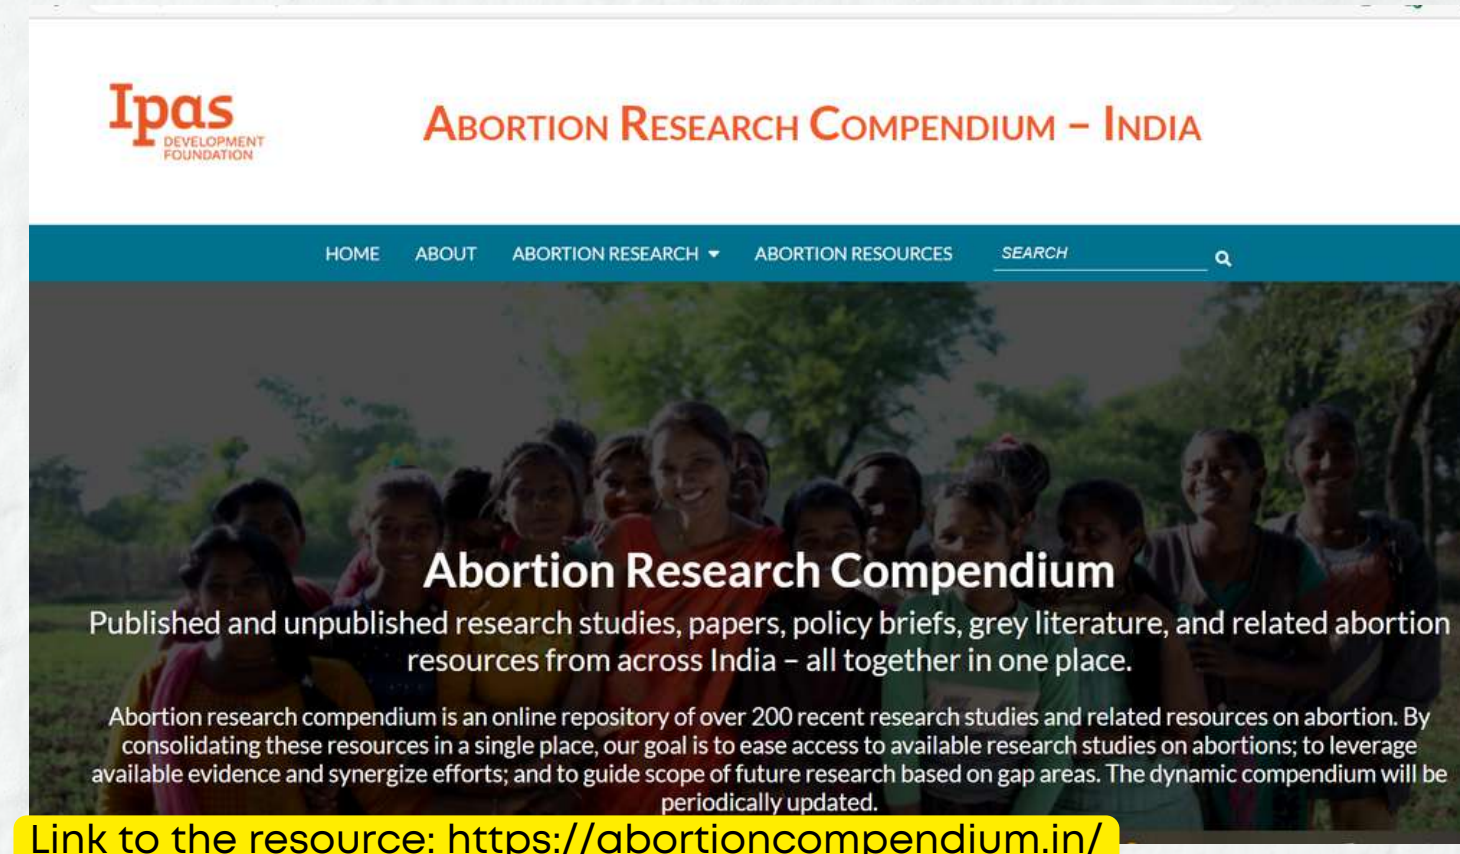 Ipas
DEVELOPMENT
FOUNDATION
ABORTION RESEARCH COMPENDIUM – INDIA
HOME ABOUT ABORTION RESEARCH ABORTION RESOURCES SEARCH
Abortion Research Compendium
Published and unpublished research studies, papers, policy briefs, grey literature, and related abortion
resources from across India – all together in one place.
Abortion research compendium is an online repository of over 200 recent research studies and related resources on abortion. By
consolidating these resources in a single place, our goal is to ease access to available research studies on abortions; to leverage
available evidence and synergize efforts; and to guide scope of future research based on gap areas. The dynamic compendium will be
periodically updated.
Link to the resource: https://abortioncompendium.in/